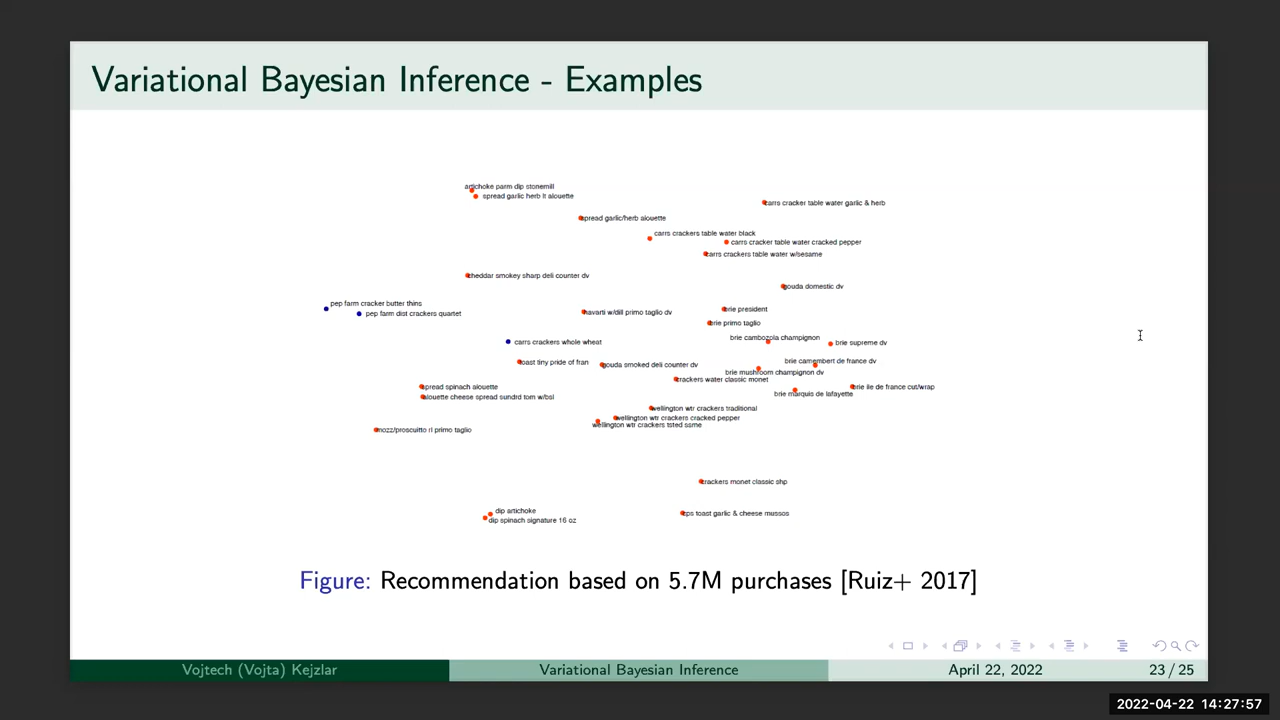 Variational Bayesian Inference - Examples
artichoke parm dip stonemill
spread garlic herb lt alouette
carrs cracker table water garlic & herb
spread garlic/herb alouette
carrs crackers table water black
carrs cracker table water cracked pepper
carrs crackers table water w/sesame
cheddar smokey sharp deli counter dv
gouda domestic dv
pep farm cracker butter thins
pep farm dist crackers quartet
havarti w/dill primo taglio dv
brie president
brie primo taglio
carrs crackers whole wheat
brie cambozola champignon
brie supreme dv
toast tiny pride of fran
gouda smoked deli counter dv
brie camembert de france dv
brie mushroom champignon dv
crackers water classic monet
spread spinach alouette
alouette cheese spread sundrd tom w/bsl
brie ile de france cut/wrap
brie marquis de lafayette
wellington wtr crackers traditional
wellington wtr crackers cracked pepper
wellington wtr crackers tsted ssme
mozz/proscuitto rl primo taglio
crackers monet classic shp
dip artichoke
dip spinach signature 16 oz
cps toast garlic & cheese mussos
Figure: Recommendation based on 5.7M purchases [Ruiz+ 2017]
Vojtech (Vojta) Kejzlar
Variational Bayesian Inference
April 22, 2022
23 / 25
2022-04-22 14:27:57